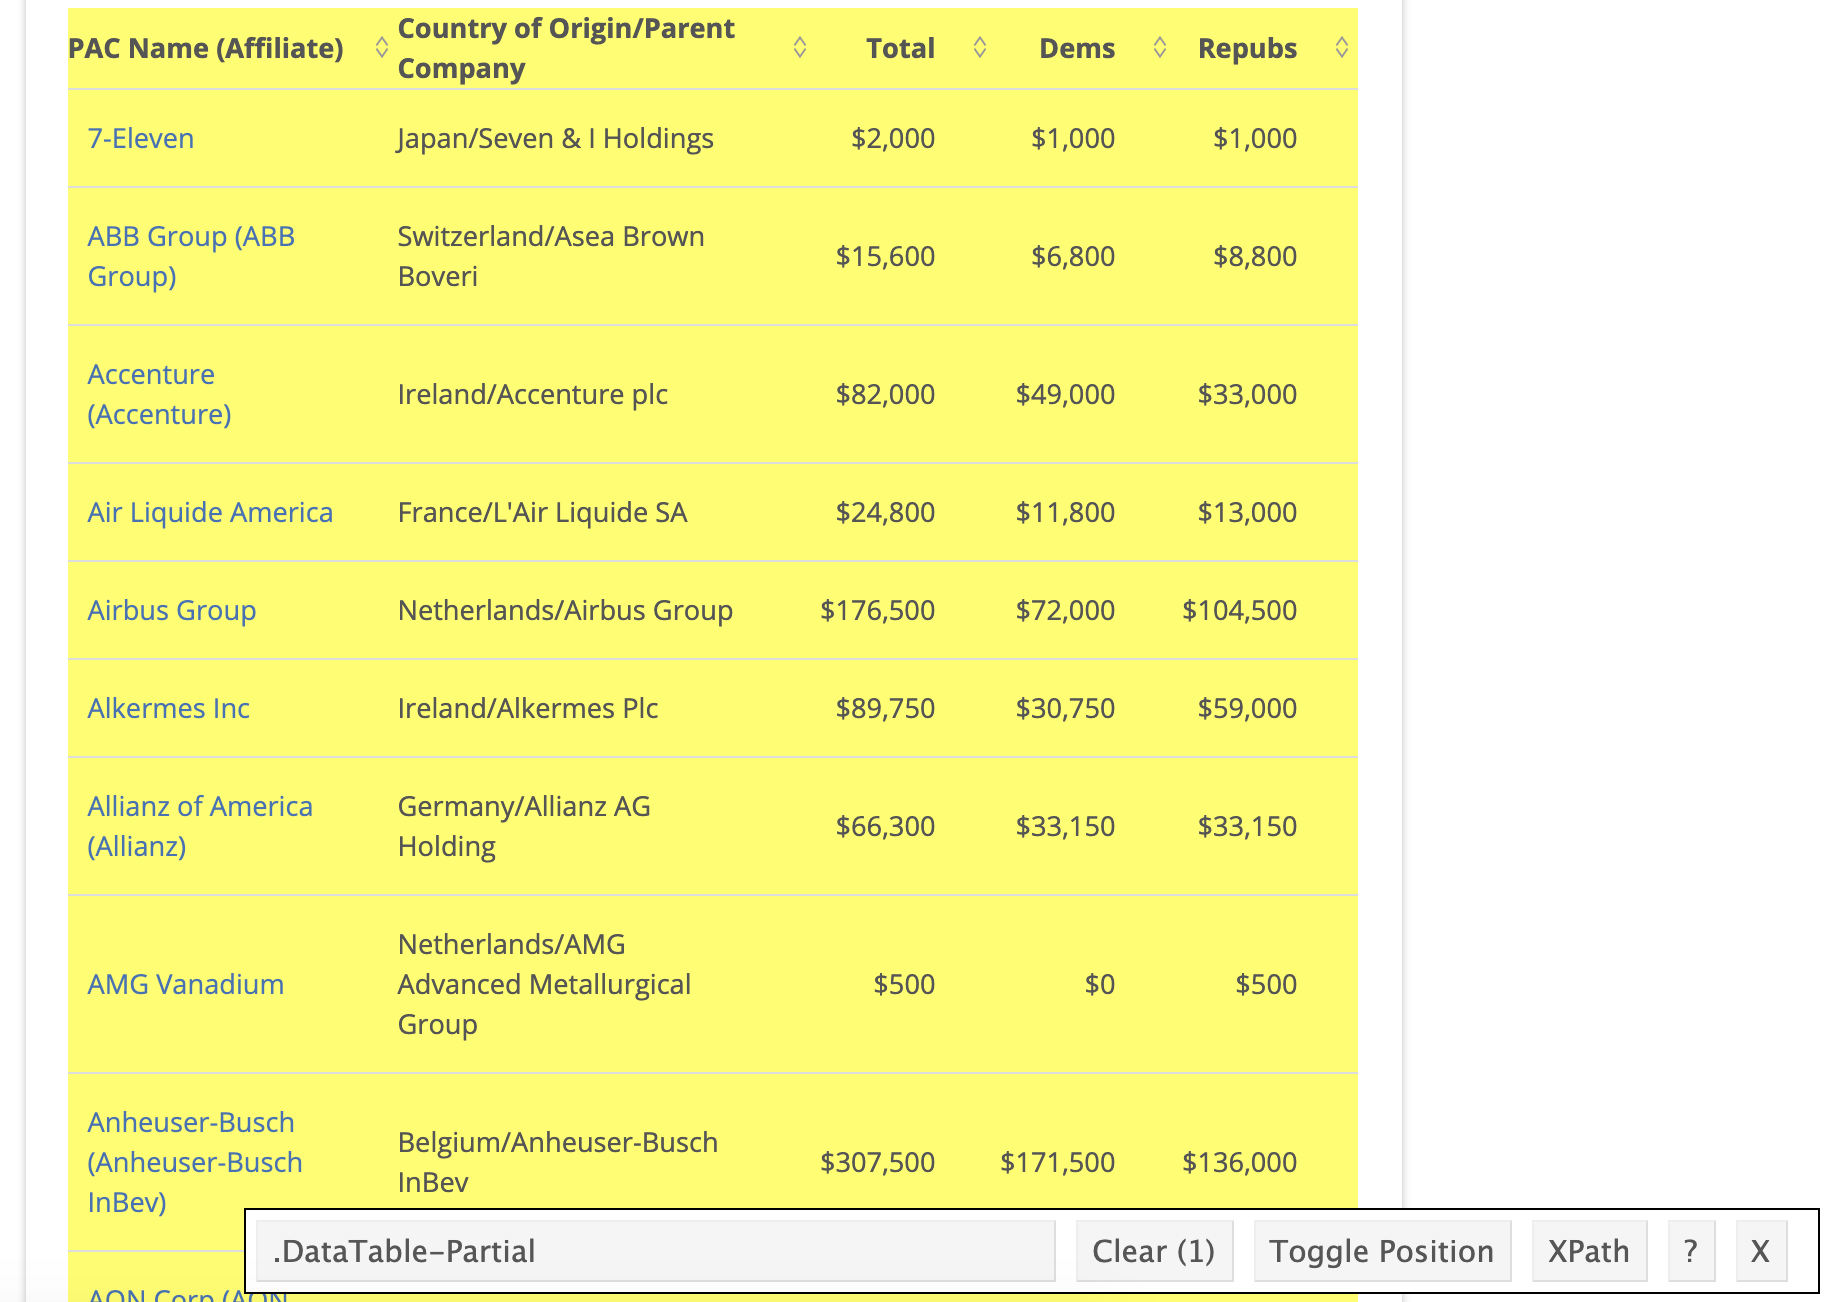 PAC Name (Affiliate) Country of Origin/Parent Company Total Dems Repubs
7-Eleven Japan/Seven & I Holdings $2,000 $1,000 $1,000
ABB Group (ABB Group) Switzerland/Asea Brown Boveri $15,600 $6,800 $8,800
Accenture (Accenture) Ireland/Accenture plc $82,000 $49,000 $33,000
Air Liquide America France/L'Air Liquide SA $24,800 $11,800 $13,000
Airbus Group Netherlands/Airbus Group $176,500 $72,000 $104,500
Alkermes Inc Ireland/Alkermes Plc $89,750 $30,750 $59,000
Allianz of America (Allianz) Germany/Allianz AG Holding $66,300 $33,150 $33,150
AMG Vanadium Netherlands/AMG Advanced Metallurgical Group $500 $0 $500
Anheuser-Busch (Anheuser-Busch InBev) Belgium/Anheuser-Busch InBev $307,500 $171,500 $136,000
AON Corp (AON
.DataTable-Partial Clear (1) Toggle Position XPath ? X